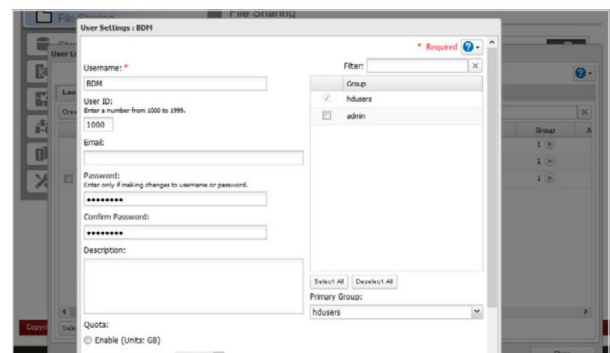 File Sharing
File Sharing
User Settings : BDM
* Required
Username: *
BDM
User ID:
Enter a number from 1000 to 1999.
1000
Email:
Password:
Enter only if making changes to username or password.
••••••••
Confirm Password:
••••••••
Description:
Quota:
Enable (Units: GB)
Filter:
Group
hdusers
admin
Select All
Deselect All
Primary Group:
hdusers
Group
1
1
1